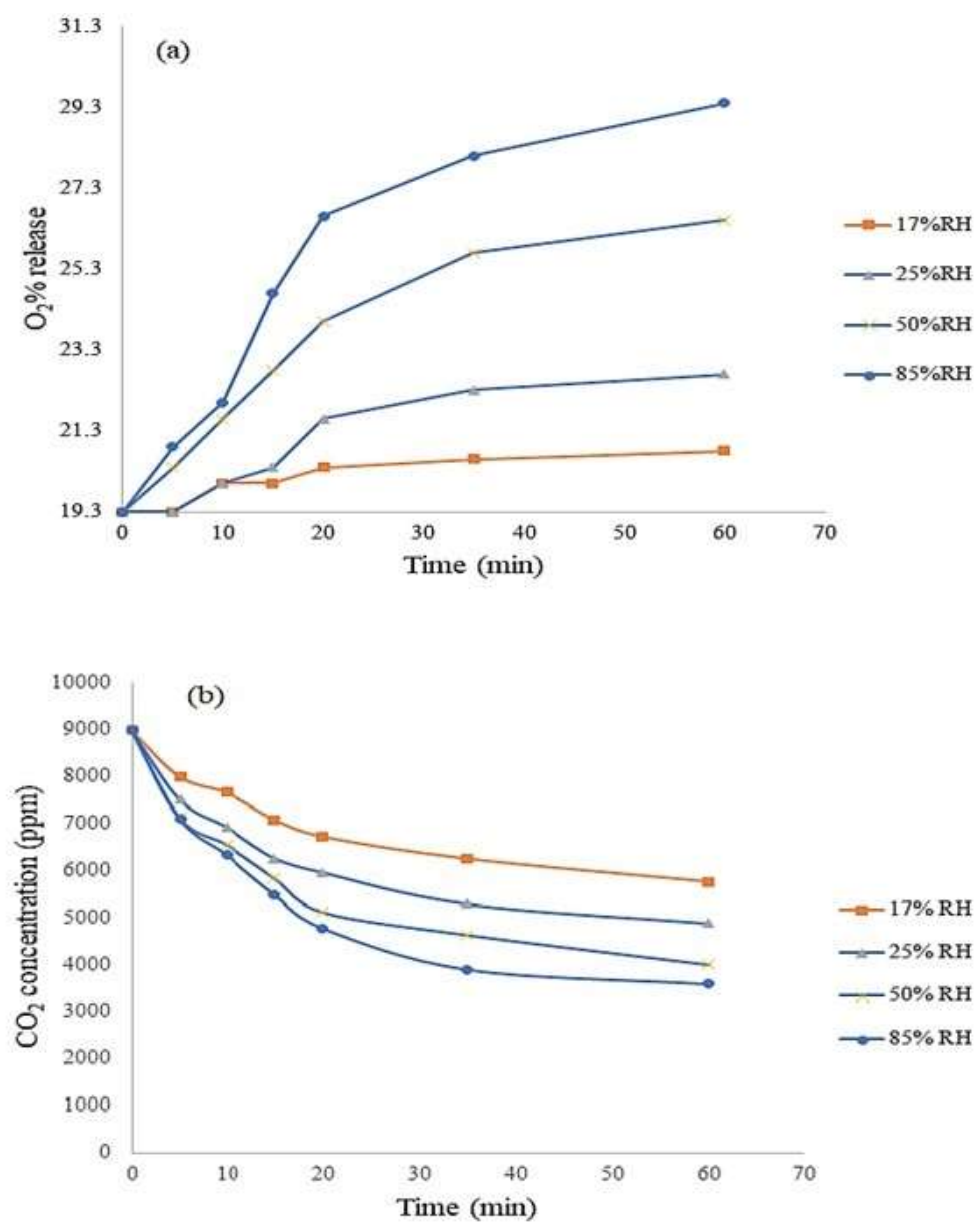 (a)
31.3
29.3
27.3
25.3
23.3
21.3
19.3
O₂% release
0 10 20 30 40 50 60 70
Time (min)
17%RH
25%RH
50%RH
85%RH
(b)
10000
9000
8000
7000
6000
5000
4000
3000
2000
1000
0
CO₂ concentration (ppm)
0 10 20 30 40 50 60 70
Time (min)
17% RH
25% RH
50% RH
85% RH